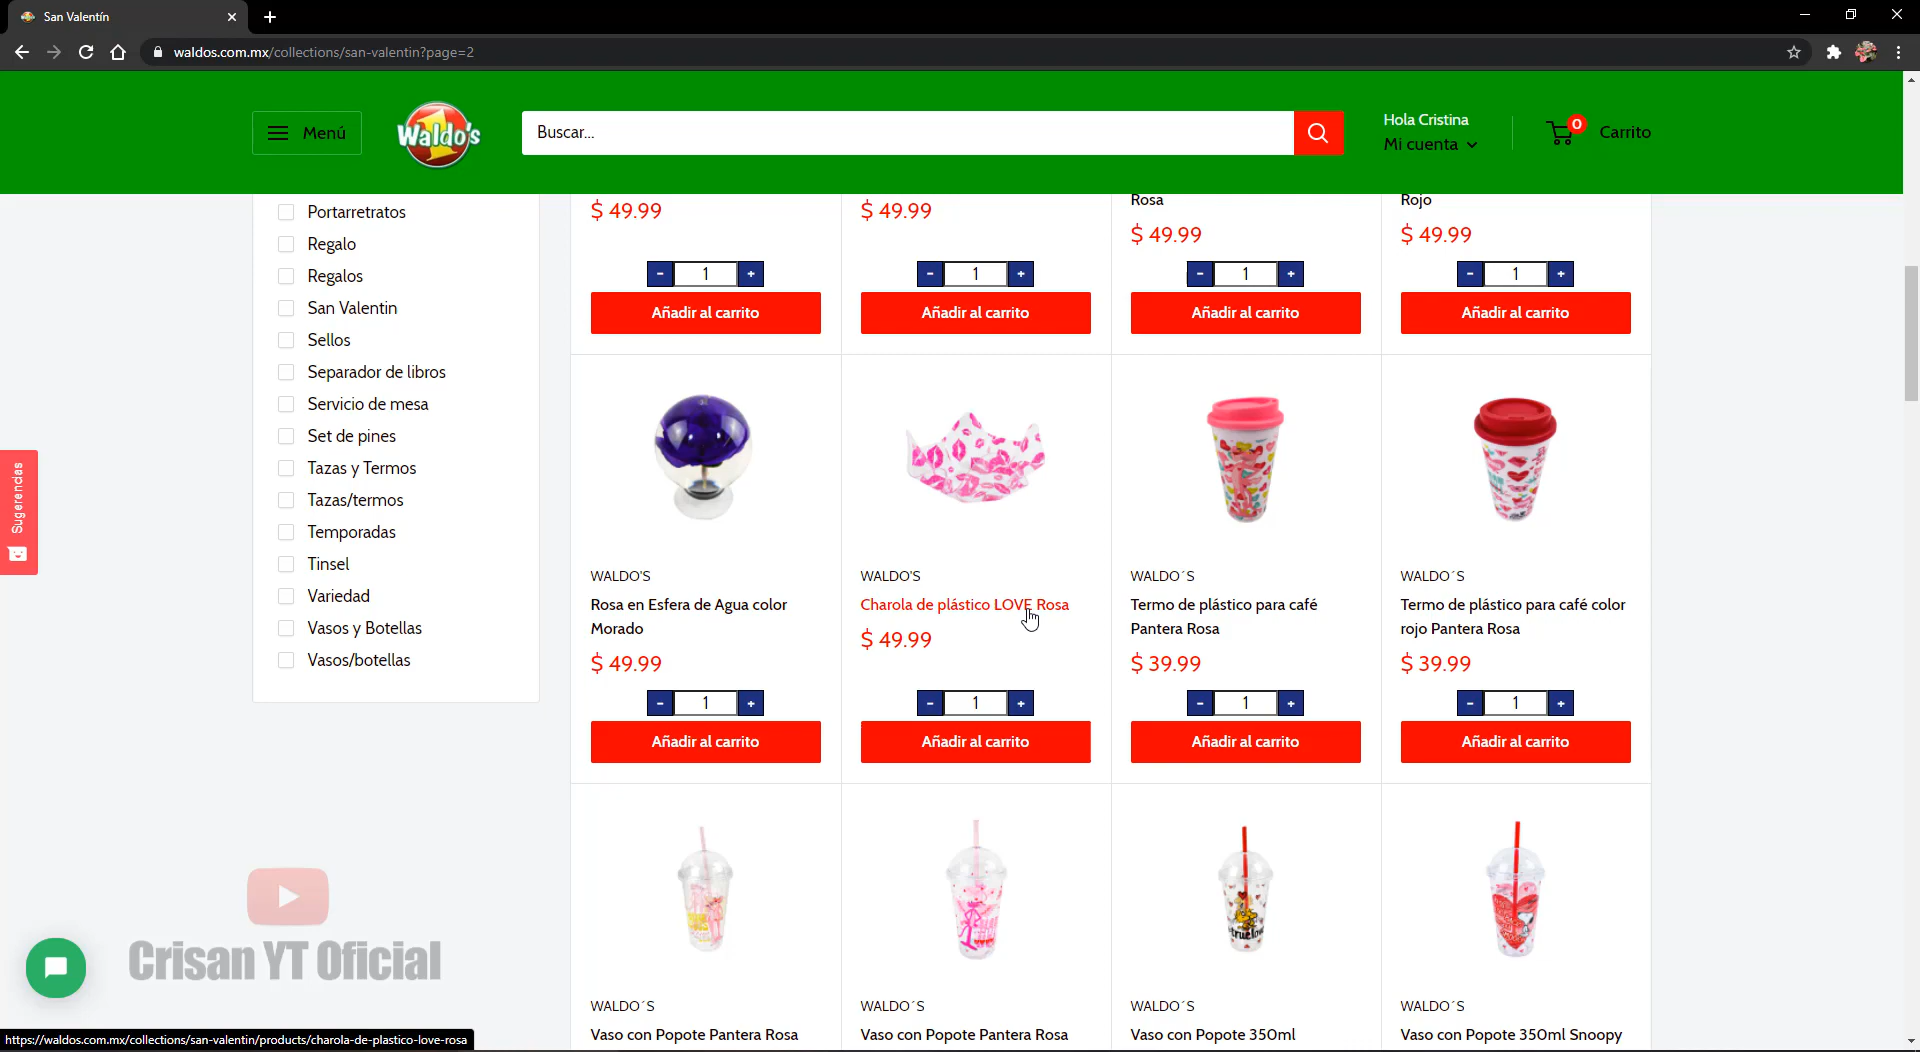 San Valentín
waldos.com.mx/collections/san-valentin?page=2
Menú
Waldo's
Buscar...
Hola Cristina
Mi cuenta
0
Carrito
Portarretratos
Regalo
Regalos
San Valentin
Sellos
Separador de libros
Servicio de mesa
Set de pines
Tazas y Termos
Tazas/termos
Temporadas
Tinsel
Variedad
Vasos y Botellas
Vasos/botellas
Sugerencias
$ 49.99
- 1 +
Añadir al carrito
$ 49.99
- 1 +
Añadir al carrito
Rosa
$ 49.99
- 1 +
Añadir al carrito
Rojo
$ 49.99
- 1 +
Añadir al carrito
WALDO'S
Rosa en Esfera de Agua color
Morado
$ 49.99
- 1 +
Añadir al carrito
WALDO'S
Charola de plástico LOVE Rosa
$ 49.99
- 1 +
Añadir al carrito
WALDO´S
Termo de plástico para café
Pantera Rosa
$ 39.99
- 1 +
Añadir al carrito
WALDO´S
Termo de plástico para café color
rojo Pantera Rosa
$ 39.99
- 1 +
Añadir al carrito
WALDO´S
Vaso con Popote Pantera Rosa
WALDO´S
Vaso con Popote Pantera Rosa
truelove
WALDO´S
Vaso con Popote 350ml
WALDO´S
Vaso con Popote 350ml Snoopy
Crisan YT Oficial
https://waldos.com.mx/collections/san-valentin/products/charola-de-plastico-love-rosa